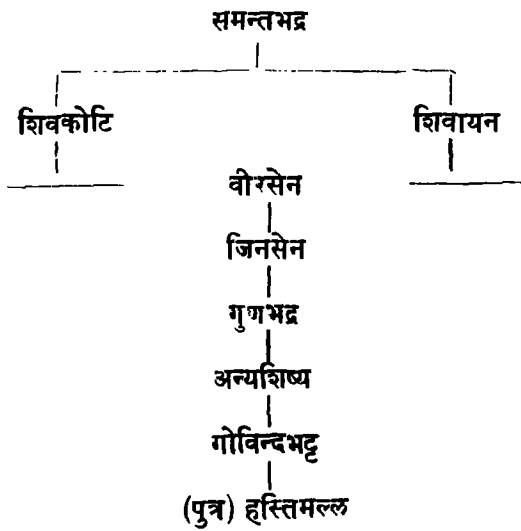 समन्तभद्र
शिवकोटि शिवायन
वीरसेन
जिनसेन
गुणभद्र
अन्यशिष्य
गोविन्दभट्ट
(पुत्र) हस्तिमल्ल